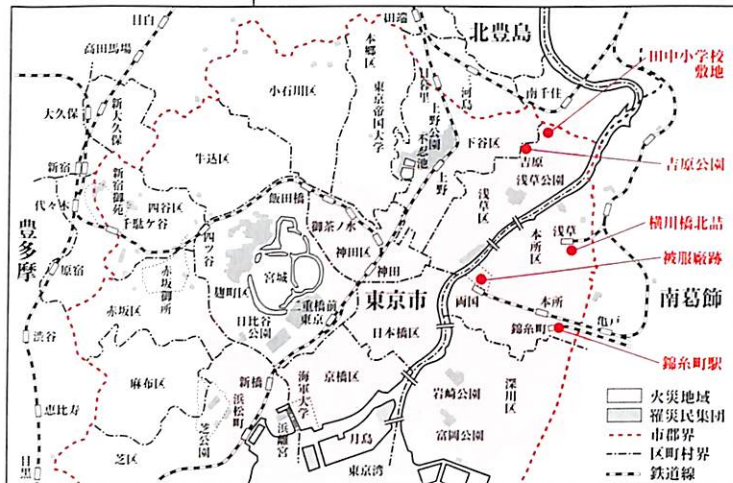 目白
高田馬場
大久保
新大久保
新宿
代々木
新宿御苑
千駄ケ谷
四谷区
豊多摩
原宿
渋谷
恵比寿
目黒
牛込区
小石川区
本郷区
東京帝国大学
田端
日暮里
上野公園
不忍池
上野
北豊島
河島
南千住
下谷区
吉原
浅草公園
浅草区
飯田橋
御茶ノ水
神田区
神田
四ツ谷
宮城
麹町区
二重橋前
東京
日比谷公園
赤坂御所
赤坂区
麻布区
芝区
芝公園
新橋
浜松町
浜離宮
海軍大学
京橋区
日本橋区
東京市
月島
東京湾
岩崎公園
富岡公園
深川区
本所区
浅草
両国
本所
錦糸町
亀戸
南葛飾
田中小学校敷地
吉原公園
横川橋北詰
被服廠跡
錦糸町駅
火災地域
罹災民集団
市郡界
区町村界
鉄道線